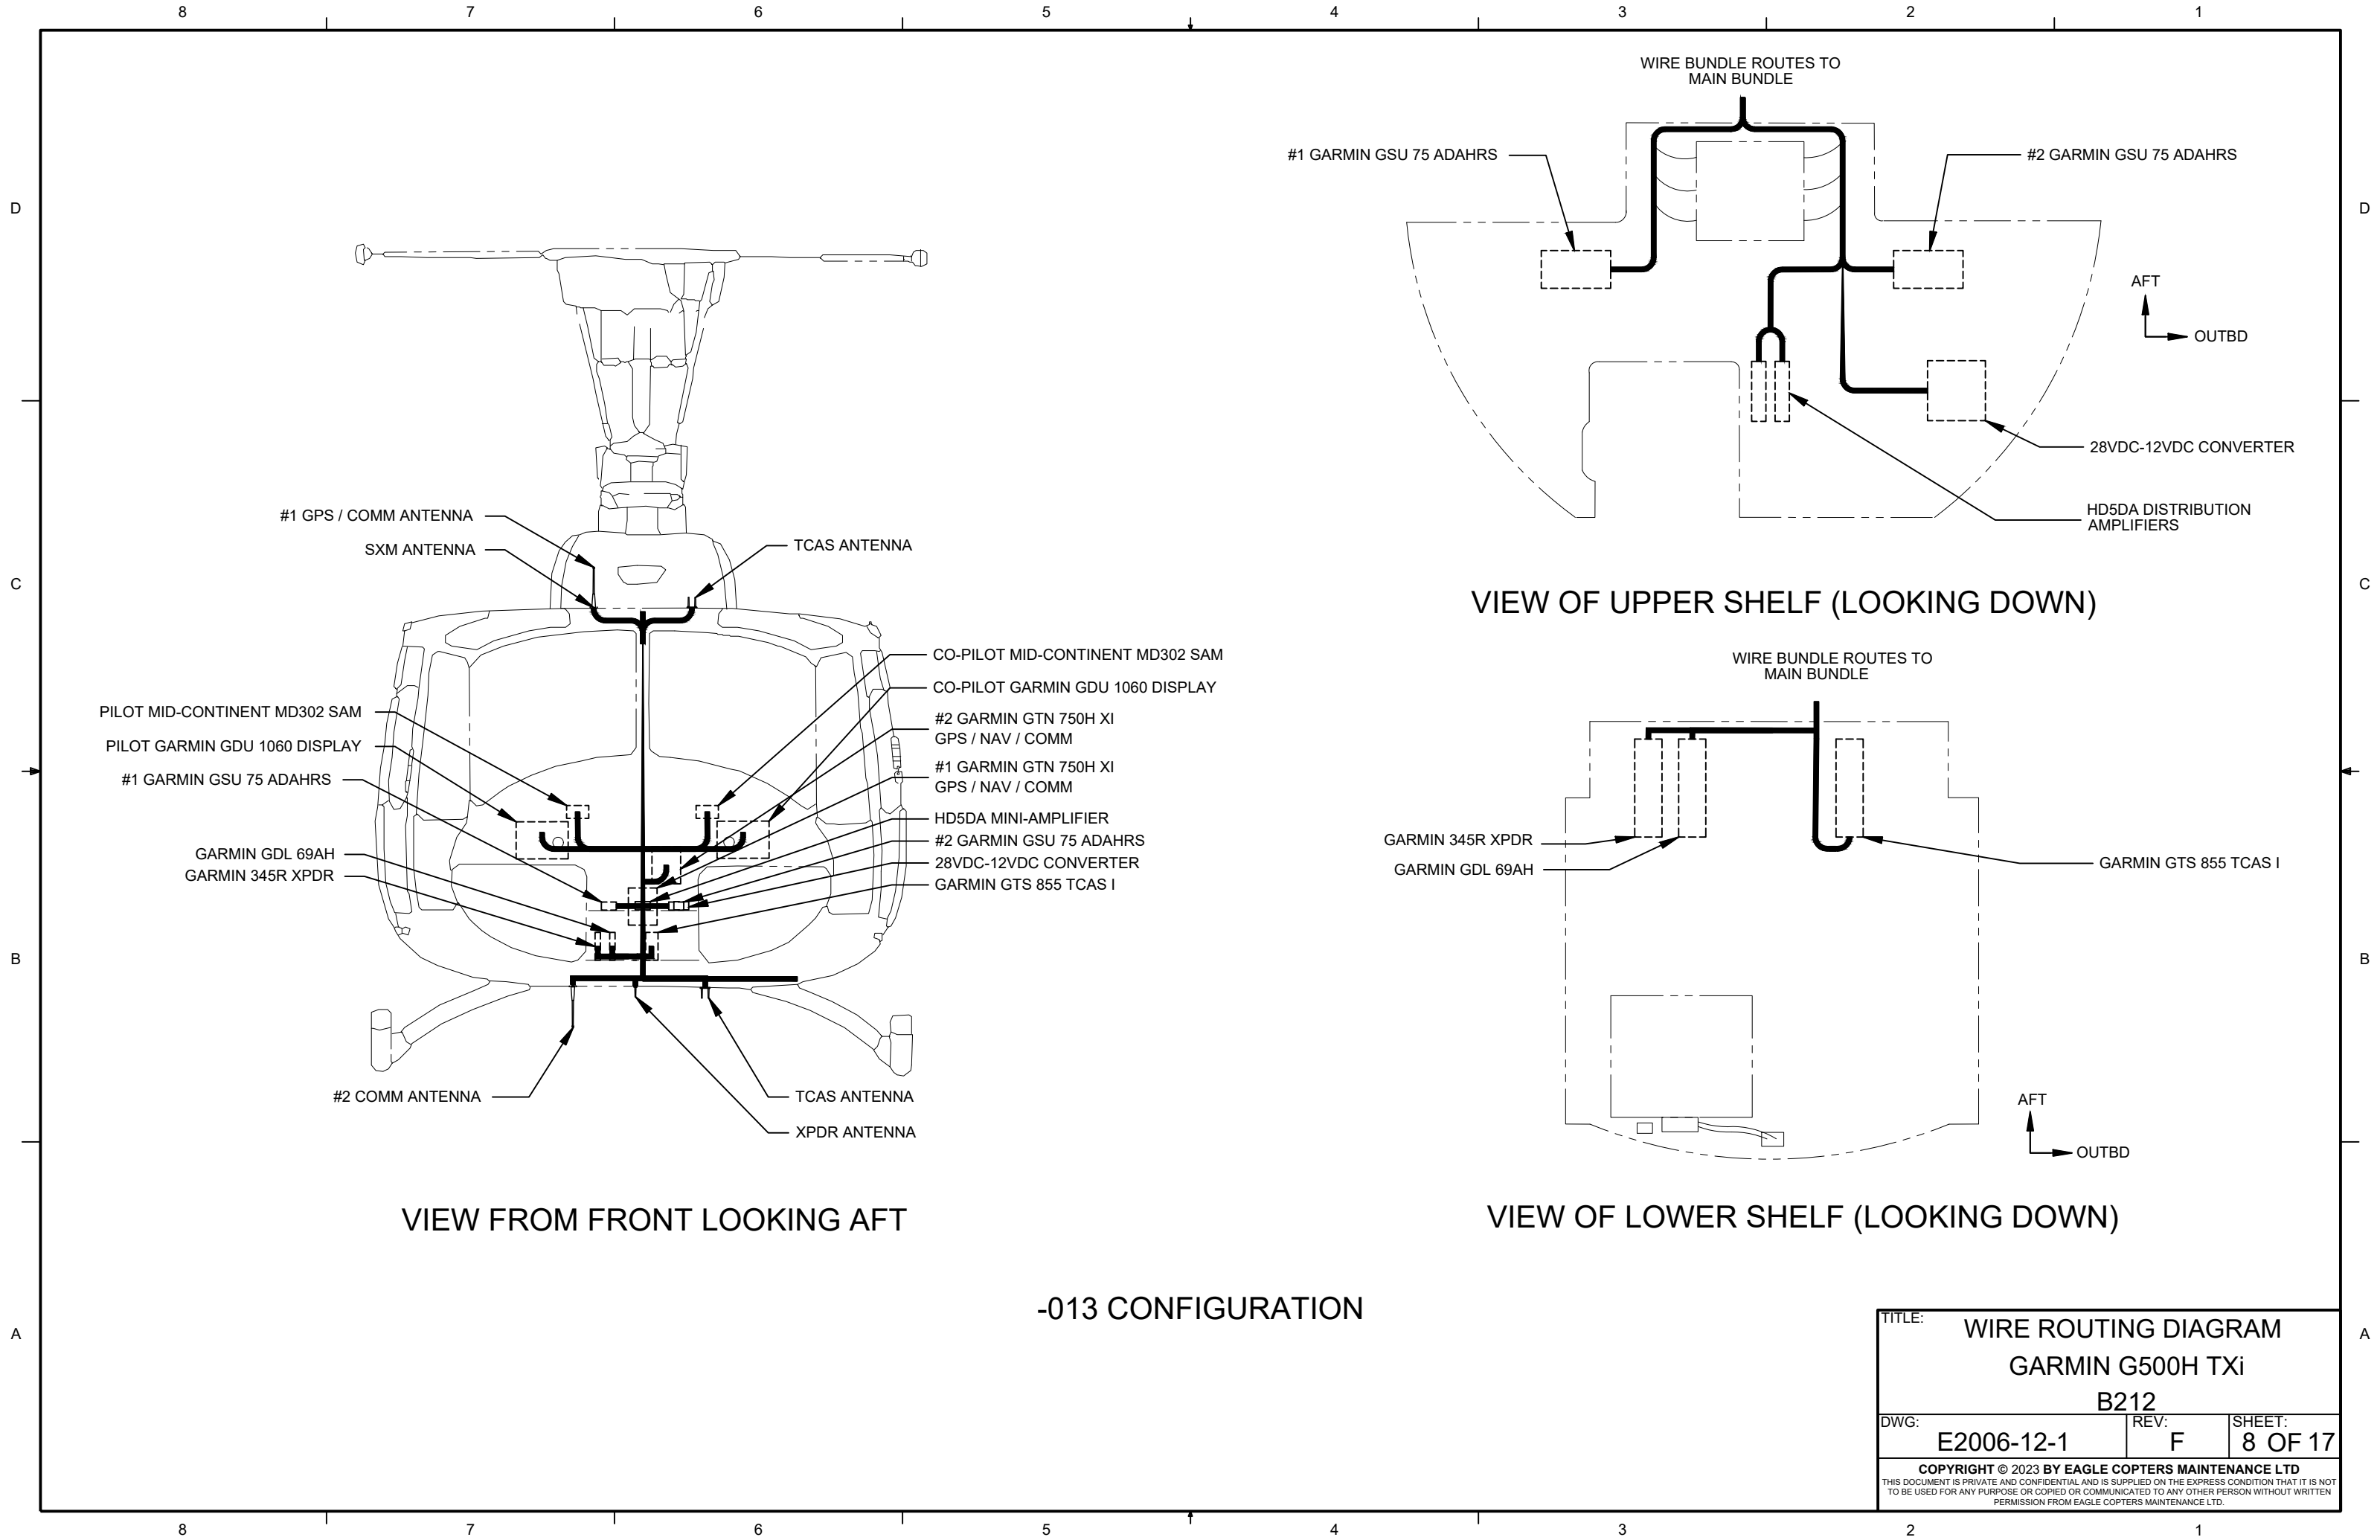 8 7 6 5 4 3 2 1
D
D
C
C
B
B
A
A
WIRE BUNDLE ROUTES TO
MAIN BUNDLE
#1 GARMIN GSU 75 ADAHRS
#2 GARMIN GSU 75 ADAHRS
AFT
OUTBD
28VDC-12VDC CONVERTER
HD5DA DISTRIBUTION
AMPLIFIERS
VIEW OF UPPER SHELF (LOOKING DOWN)
#1 GPS / COMM ANTENNA
SXM ANTENNA
TCAS ANTENNA
CO-PILOT MID-CONTINENT MD302 SAM
CO-PILOT GARMIN GDU 1060 DISPLAY
#2 GARMIN GTN 750H XI
GPS / NAV / COMM
#1 GARMIN GTN 750H XI
GPS / NAV / COMM
HD5DA MINI-AMPLIFIER
#2 GARMIN GSU 75 ADAHRS
28VDC-12VDC CONVERTER
GARMIN GTS 855 TCAS I
PILOT MID-CONTINENT MD302 SAM
PILOT GARMIN GDU 1060 DISPLAY
#1 GARMIN GSU 75 ADAHRS
GARMIN GDL 69AH
GARMIN 345R XPDR
#2 COMM ANTENNA
TCAS ANTENNA
XPDR ANTENNA
VIEW FROM FRONT LOOKING AFT
WIRE BUNDLE ROUTES TO
MAIN BUNDLE
GARMIN 345R XPDR
GARMIN GDL 69AH
GARMIN GTS 855 TCAS I
AFT
OUTBD
VIEW OF LOWER SHELF (LOOKING DOWN)
-013 CONFIGURATION
TITLE:
WIRE ROUTING DIAGRAM
GARMIN G500H TXi
B212
DWG: REV: SHEET:
E2006-12-1 F 8 OF 17
COPYRIGHT © 2023 BY EAGLE COPTERS MAINTENANCE LTD
THIS DOCUMENT IS PRIVATE AND CONFIDENTIAL AND IS SUPPLIED ON THE EXPRESS CONDITION THAT IT IS NOT
TO BE USED FOR ANY PURPOSE OR COPIED OR COMMUNICATED TO ANY OTHER PERSON WITHOUT WRITTEN
PERMISSION FROM EAGLE COPTERS MAINTENANCE LTD.
8 7 6 5 4 3 2 1